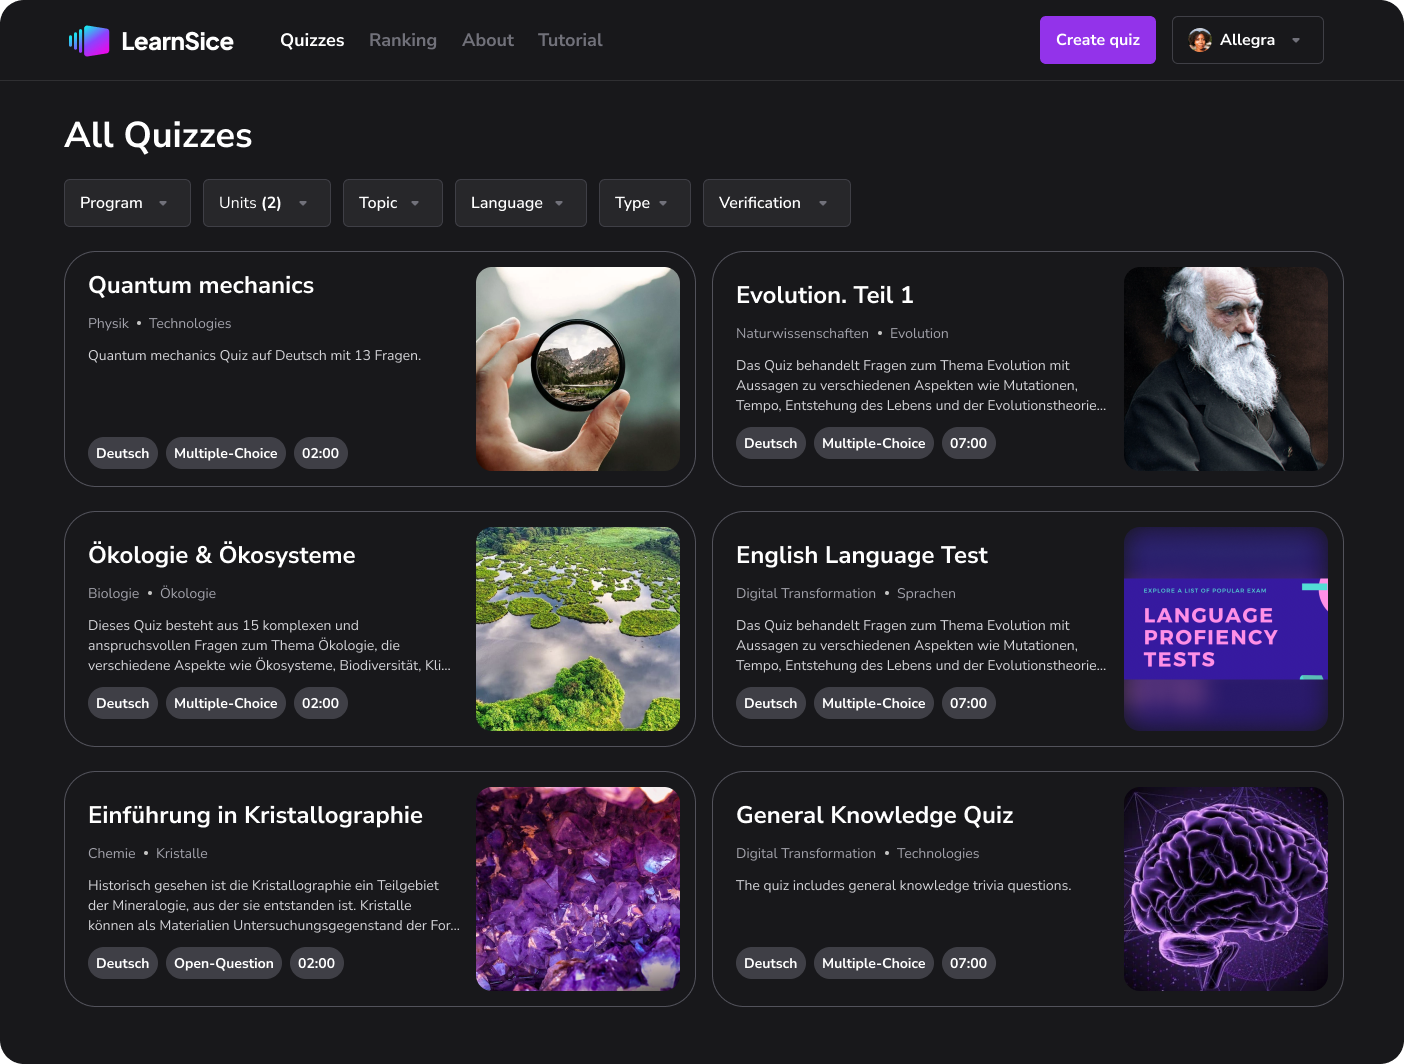 LearnSice
Quizzes Ranking About Tutorial
Create quiz
Allegra
All Quizzes
Program Units (2) Topic Language Type Verification
Quantum mechanics
Physik • Technologies
Quantum mechanics Quiz auf Deutsch mit 13 Fragen.
Deutsch Multiple-Choice 02:00
Evolution. Teil 1
Naturwissenschaften • Evolution
Das Quiz behandelt Fragen zum Thema Evolution mit
Aussagen zu verschiedenen Aspekten wie Mutationen,
Tempo, Entstehung des Lebens und der Evolutionstheorie...
Deutsch Multiple-Choice 07:00
Ökologie & Ökosysteme
Biologie • Ökologie
Dieses Quiz besteht aus 15 komplexen und
anspruchsvollen Fragen zum Thema Ökologie, die
verschiedene Aspekte wie Ökosysteme, Biodiversität, Kli...
Deutsch Multiple-Choice 02:00
English Language Test
Digital Transformation • Sprachen
Das Quiz behandelt Fragen zum Thema Evolution mit
Aussagen zu verschiedenen Aspekten wie Mutationen,
Tempo, Entstehung des Lebens und der Evolutionstheorie...
Deutsch Multiple-Choice 07:00
EXPLORE A LIST OF POPULAR EXAM
LANGUAGE
PROFIENCY
TESTS
Einführung in Kristallographie
Chemie • Kristalle
Historisch gesehen ist die Kristallographie ein Teilgebiet
der Mineralogie, aus der sie entstanden ist. Kristalle
können als Materialien Untersuchungsgegenstand der For...
Deutsch Open-Question 02:00
General Knowledge Quiz
Digital Transformation • Technologies
The quiz includes general knowledge trivia questions.
Deutsch Multiple-Choice 07:00